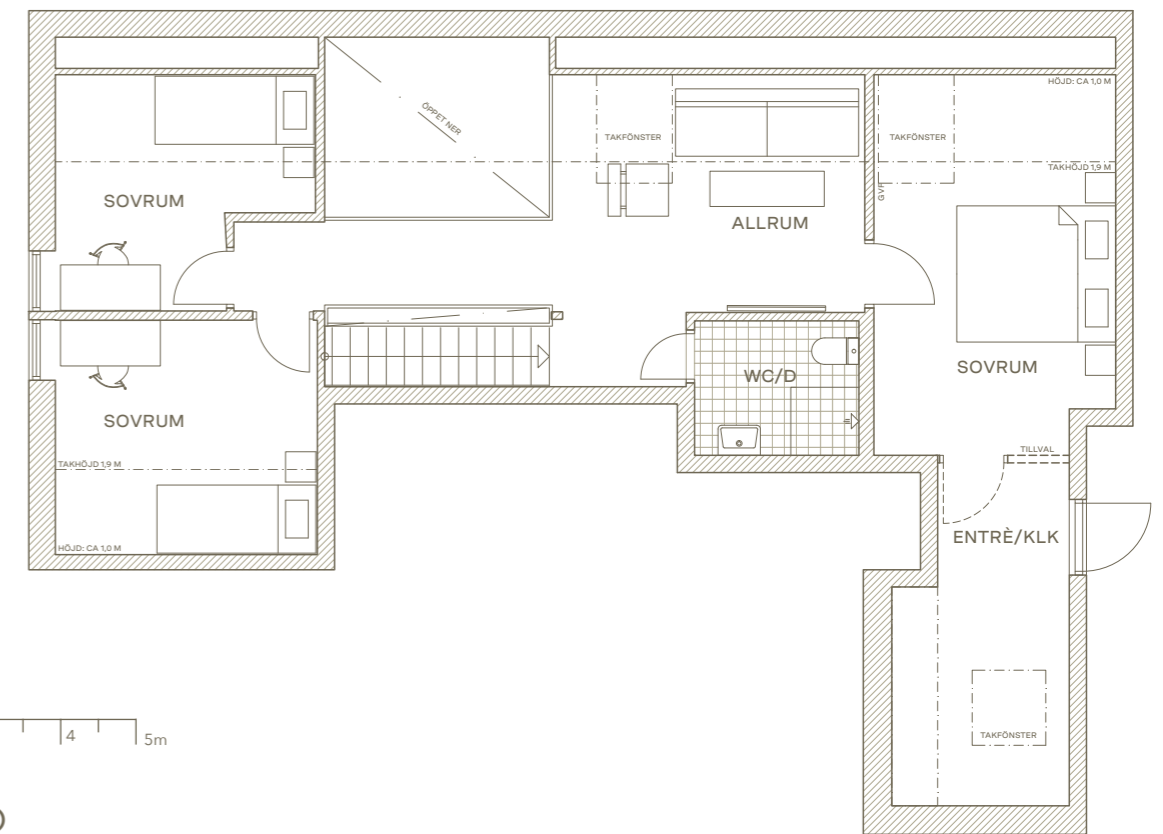 HÖJD: CA 1,0 M
ÖPPET NER
TAKFÖNSTER
TAKFÖNSTER
TAKHÖJD 1,9 M
GVF
SOVRUM
ALLRUM
SOVRUM
WC/D
SOVRUM
TILLVAL
TAKHÖJD 1,9 M
ENTRÈ/KLK
HÖJD: CA 1,0 M
TAKFÖNSTER
4
5m